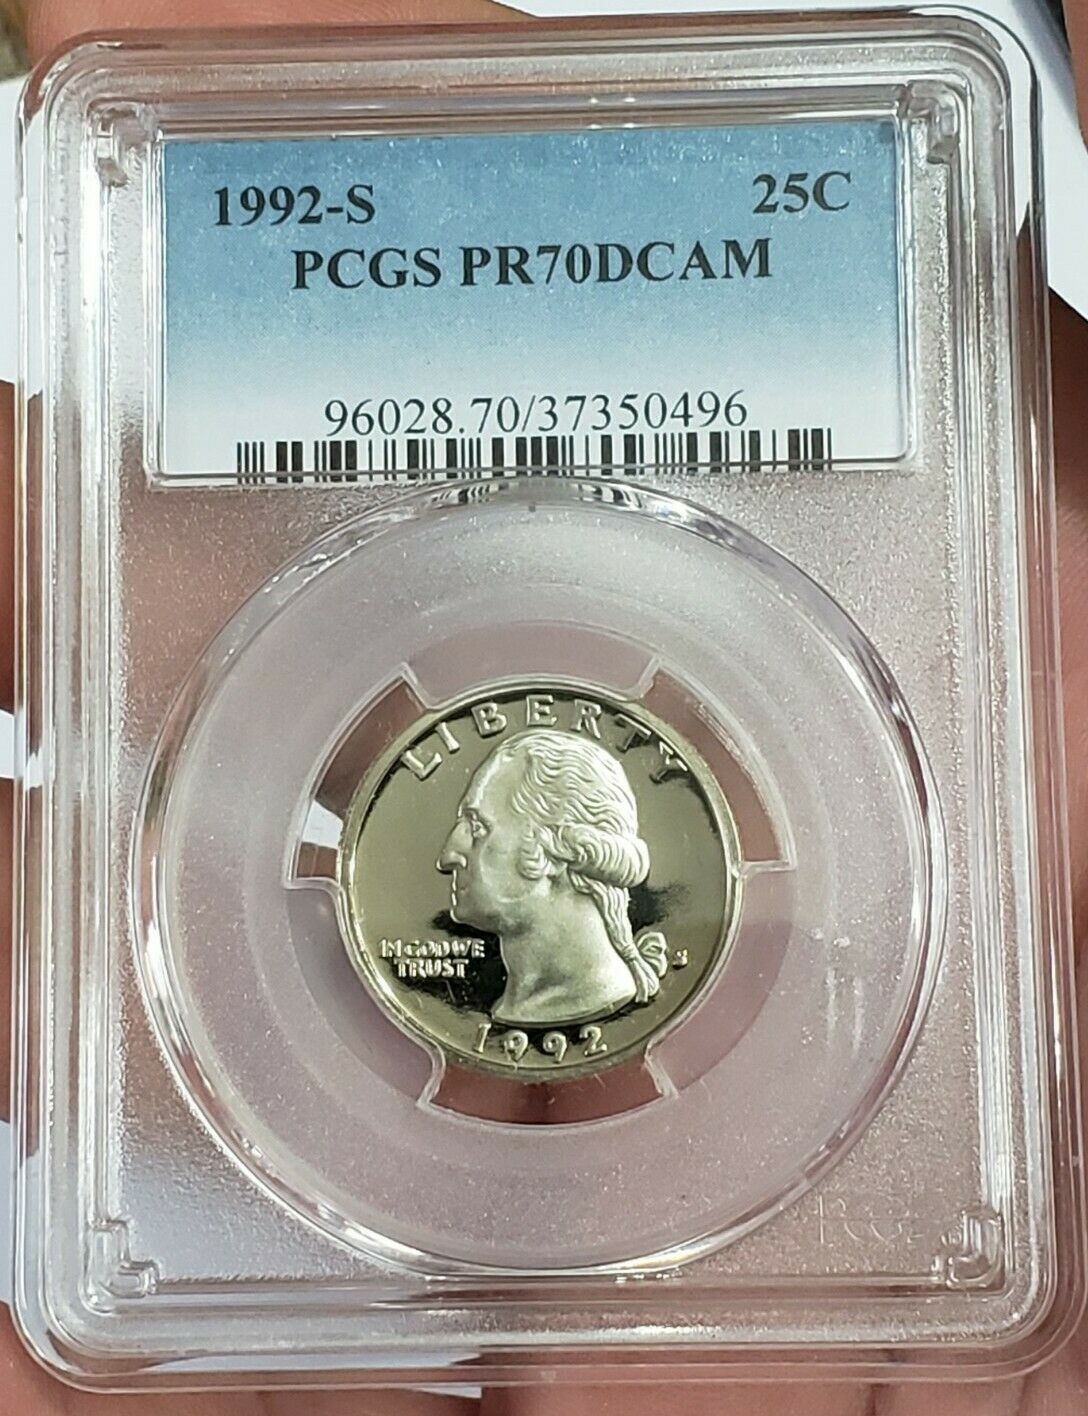 1992-S 25C
PCGS PR70DCAM
96028.70/37350496
LIBERTY
IN GOD WE
TRUST
S
1992